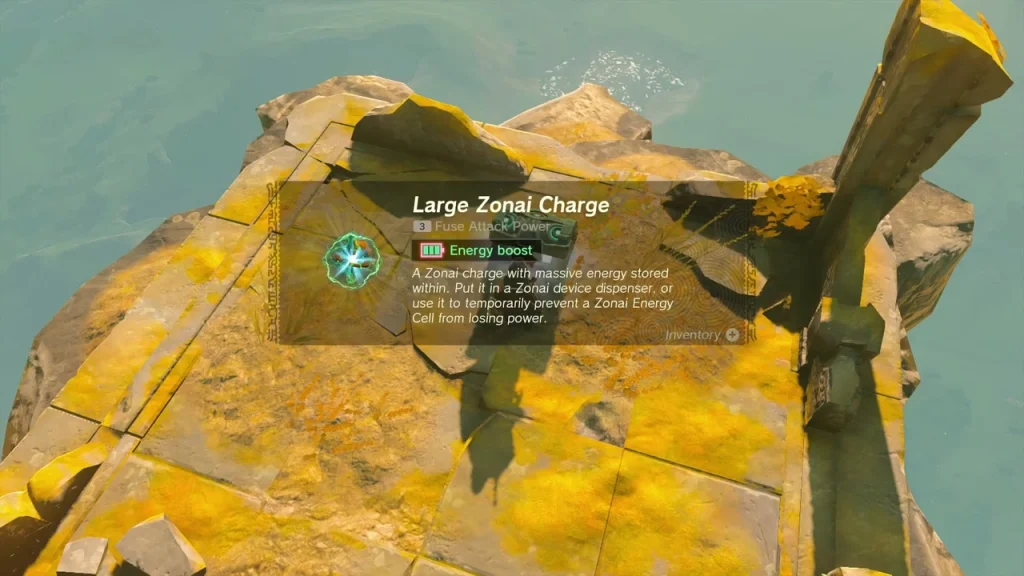 Large Zonai Charge
3 Fuse Attack Power
Energy boost
A Zonai charge with massive energy stored
within. Put it in a Zonai device dispenser, or
use it to temporarily prevent a Zonai Energy
Cell from losing power.
Inventory +